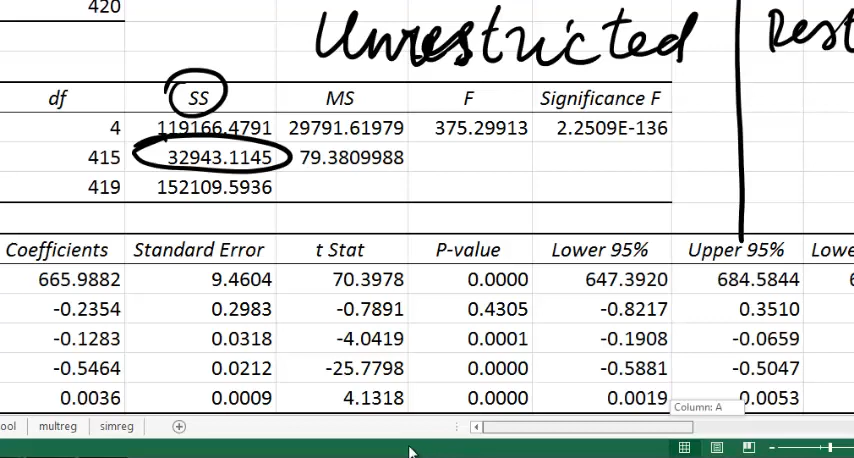 420
Unrestricted Rest
df SS MS F Significance F
4 119166.4791 29791.61979 375.29913 2.2509E-136
415 32943.1145 79.3809988
419 152109.5936
Coefficients Standard Error t Stat P-value Lower 95% Upper 95% Lowe
665.9882 9.4604 70.3978 0.0000 647.3920 684.5844 6
-0.2354 0.2983 -0.7891 0.4305 -0.8217 0.3510
-0.1283 0.0318 -4.0419 0.0001 -0.1908 -0.0659
-0.5464 0.0212 -25.7798 0.0000 -0.5881 -0.5047
0.0036 0.0009 4.1318 0.0000 0.0019 0.0053
Column: A
ool multreg simreg